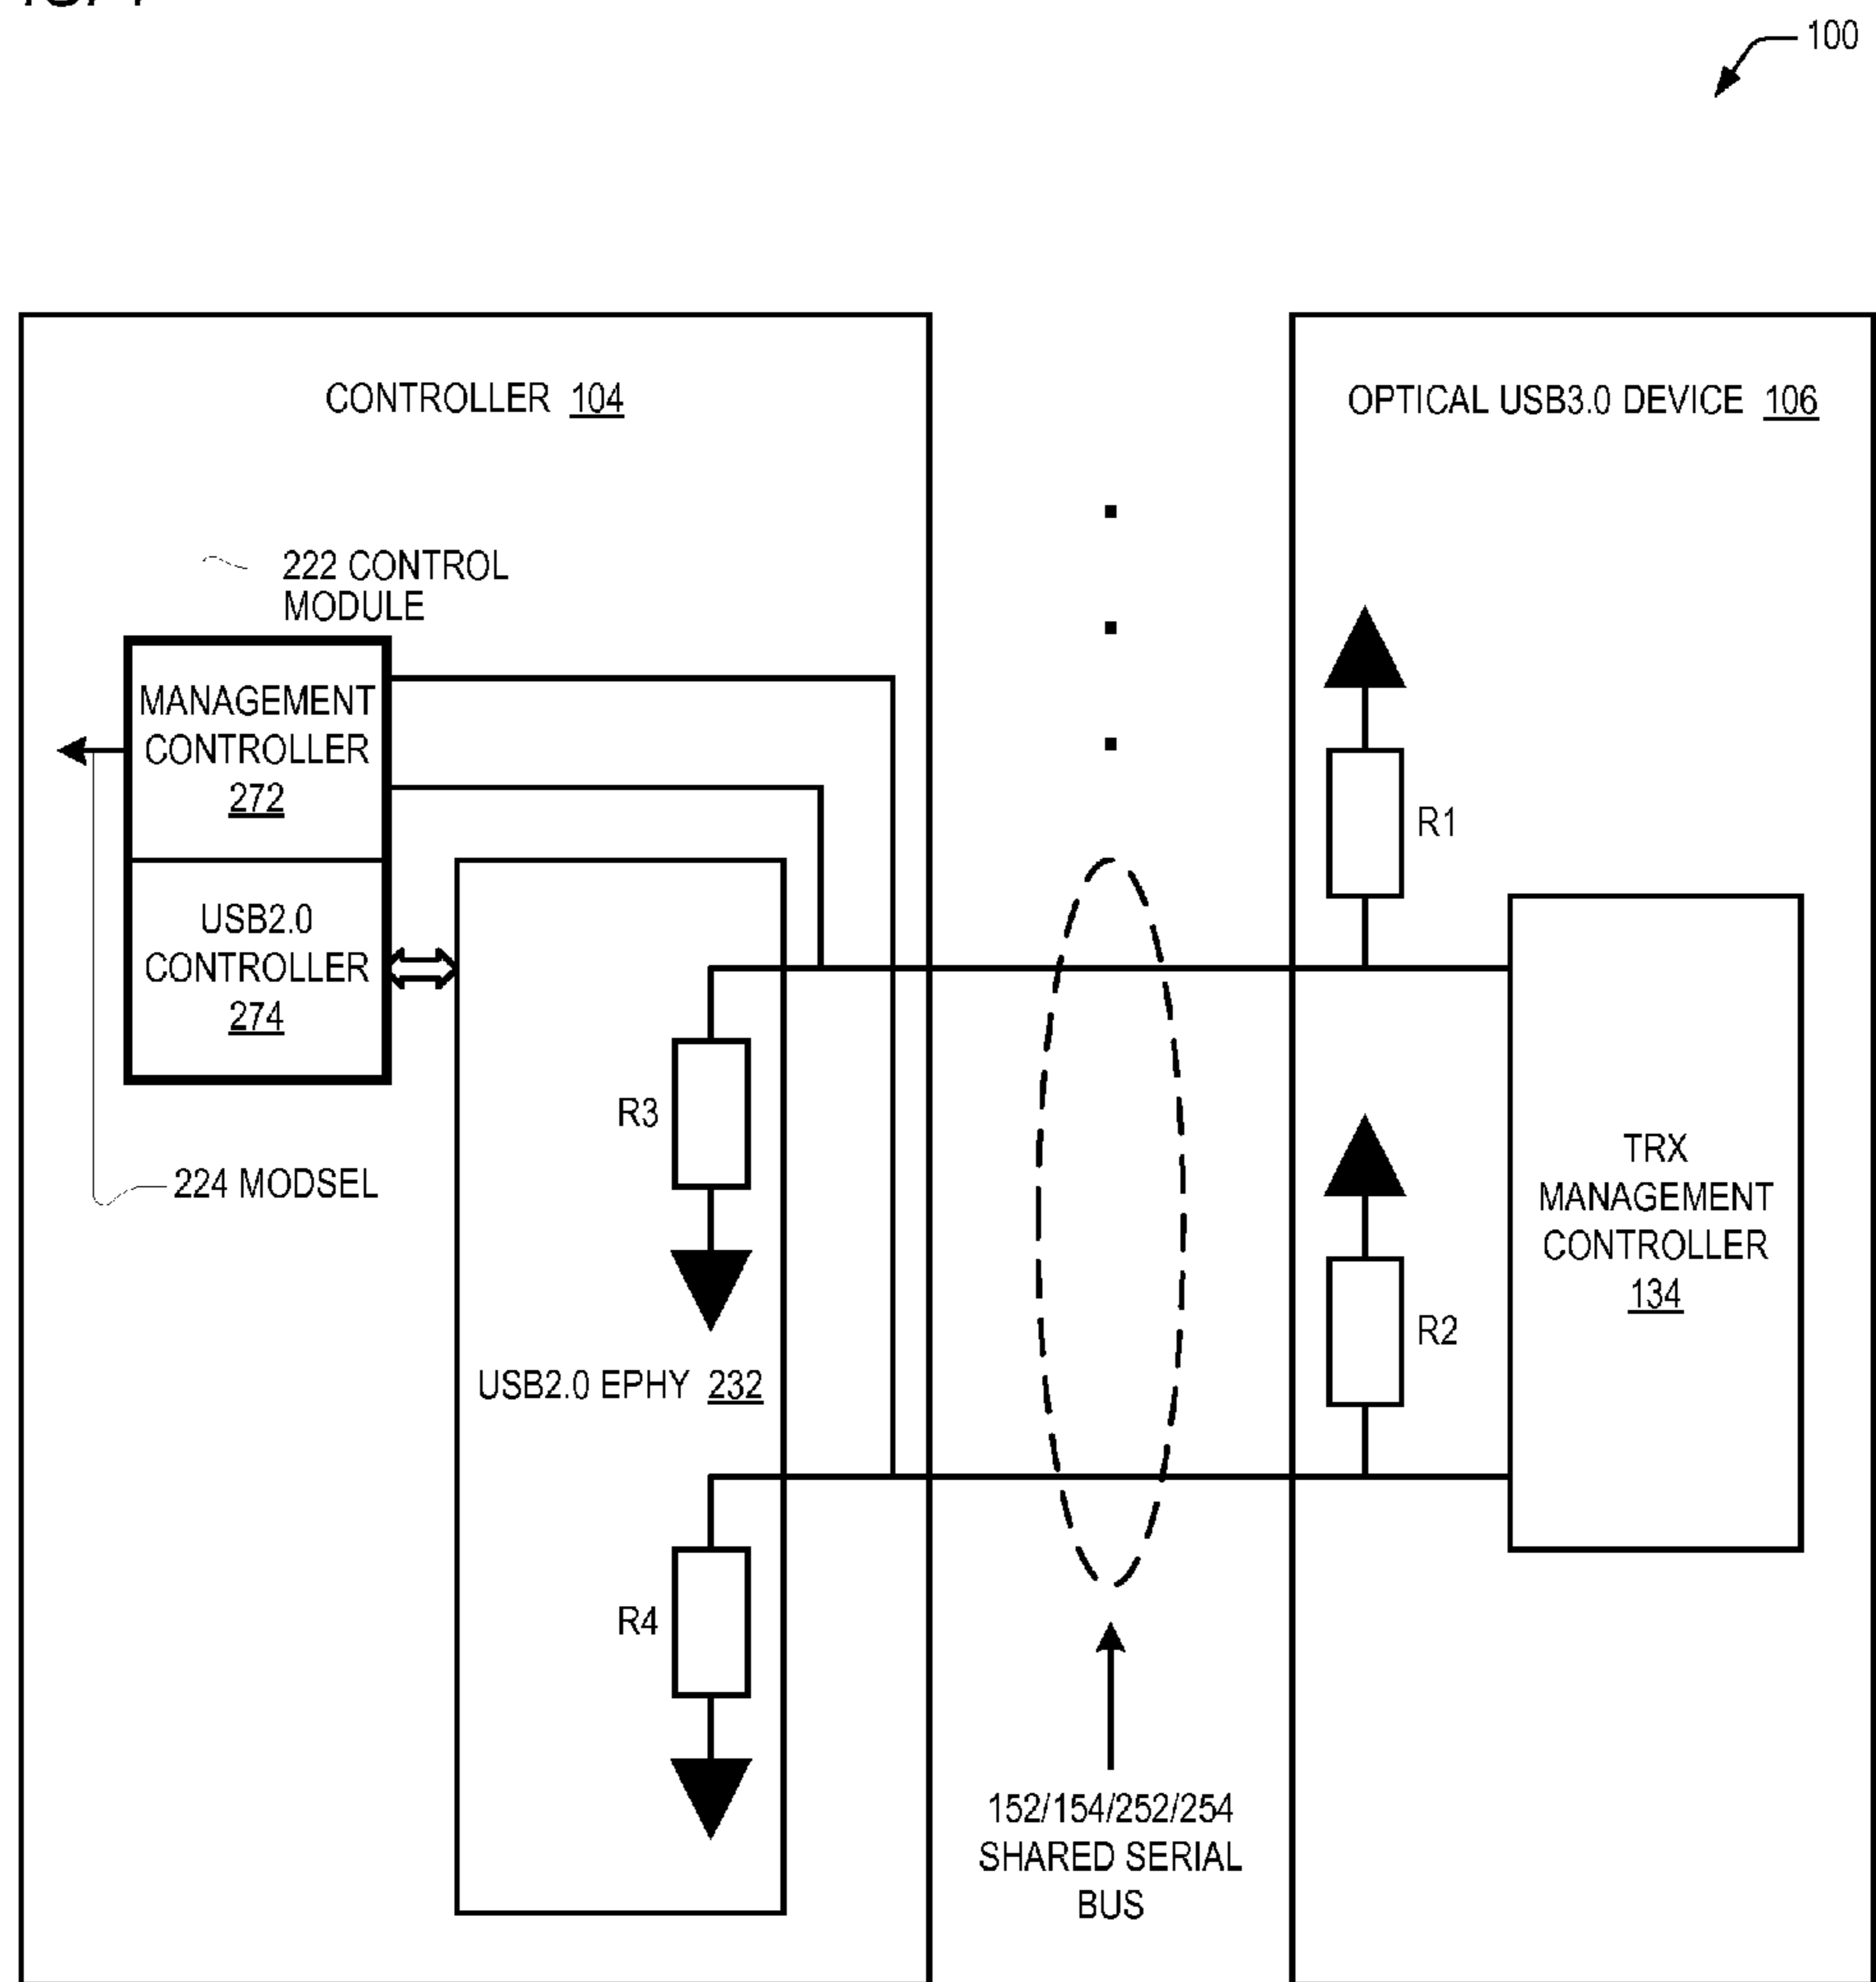 100
CONTROLLER 104
OPTICAL USB3.0 DEVICE 106
222 CONTROL
MODULE
MANAGEMENT
CONTROLLER
272
USB2.0
CONTROLLER
274
224 MODSEL
R3
USB2.0 EPHY 232
R4
R1
R2
TRX
MANAGEMENT
CONTROLLER
134
152/154/252/254
SHARED SERIAL
BUS